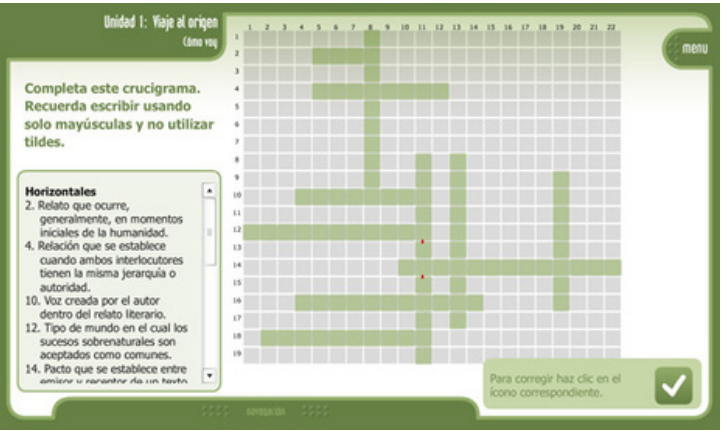 Unidad 1: Viaje al origen
Cómo voy
menu
Completa este crucigrama.
Recuerda escribir usando
solo mayúsculas y no utilizar
tildes.
Horizontales
2. Relato que ocurre,
generalmente, en momentos
iniciales de la humanidad.
4. Relación que se establece
cuando ambos interlocutores
tienen la misma jerarquía o
autoridad.
10. Voz creada por el autor
dentro del relato literario.
12. Tipo de mundo en el cual los
sucesos sobrenaturales son
aceptados como comunes.
14. Pacto que se establece entre
emisor y receptor de un texto
1 2 3 4 5 6 7 8 9 10 11 12 13 14 15 16 17 18 19 20 21 22
1
2
3
4
5
6
7
8
9
10
11
12
13
14
15
16
17
18
19
Para corregir haz clic en el
ícono correspondiente.
navegación